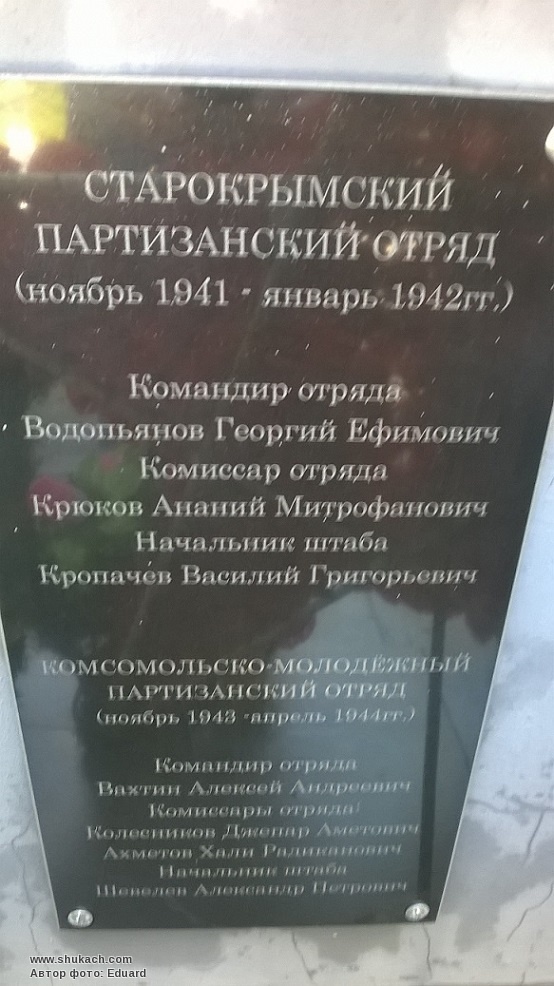 СТАРОКРЫМСКИЙ
ПАРТИЗАНСКИЙ ОТРЯД
(ноябрь 1941 - январь 1942гг.)
Командир отряда
Водопьянов Георгий Ефимович
Комиссар отряда
Крюков Ананий Митрофанович
Начальник штаба
Кропачев Василий Григорьевич
КОМСОМОЛЬСКО-МОЛОДЁЖНЫЙ
ПАРТИЗАНСКИЙ ОТРЯД
(ноябрь 1943 -апрель 1944гг.)
Командир отряда
Вахтин Алексей Андреевич
Комиссары отряда:
Колесников Джепар Аметович
Ахметов Хали Радиканович
Начальник штаба
Шевелев Александр Петрович
www.shukach.com
Автор фото: Eduard